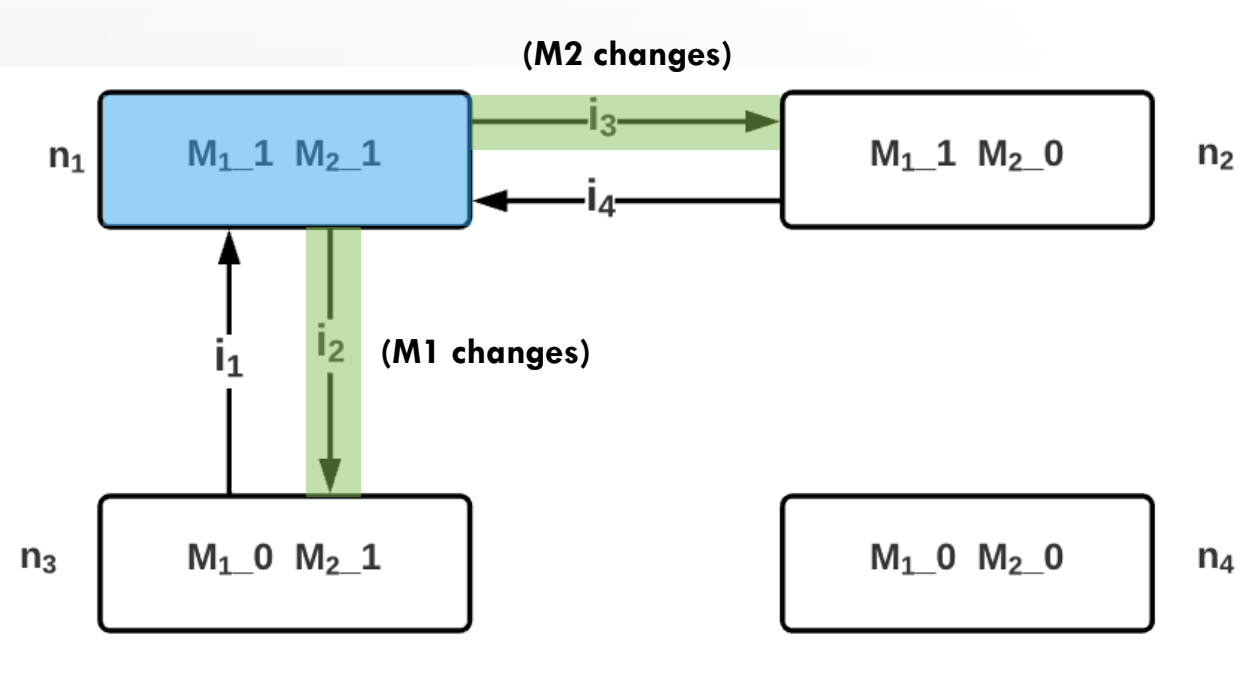 (M2 changes)
n₁
M₁_1 M₂_1
i₃
i₄
M₁_1 M₂_0
n₂
i₁
i₂
(M1 changes)
n₃
M₁_0 M₂_1
M₁_0 M₂_0
n₄